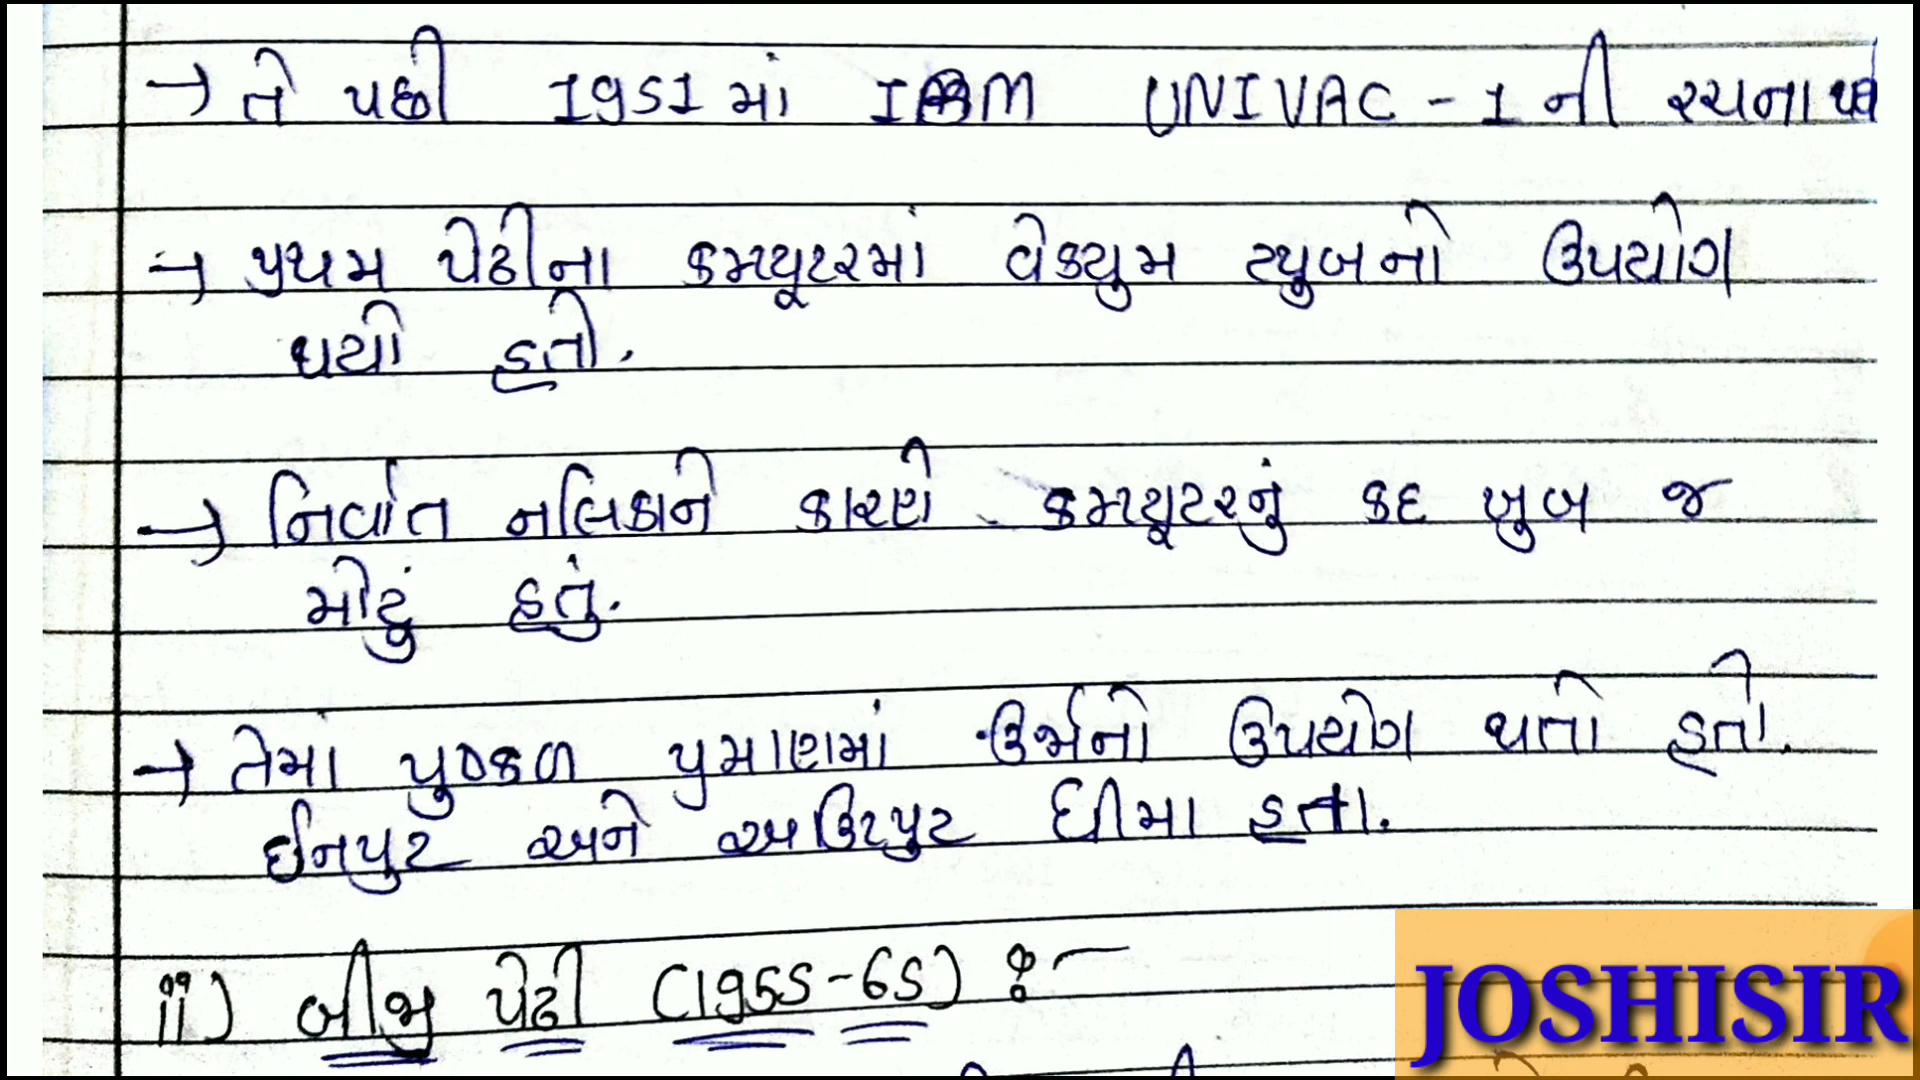 → તે પછી 1951 માં IBM UNIVAC - 1 ની રચના
→ પ્રથમ પેઢીના કમ્પ્યૂટરમાં વેક્યુમ ટ્યુબનો ઉપયોગ
થયો હતો.
→ નિર્વાત નલિકાને કારણે કમ્પ્યૂટરનું કદ ખુબ જ
મોટું હતું.
→ તેમાં પુષ્કળ પ્રમાણમાં ઉર્જાનો ઉપયોગ થતો હતો.
ઈનપુટ અને આઉટપુટ ધીમા હતા.
ii) બીજી પેઢી (1955-65) :-
JOSHISIR